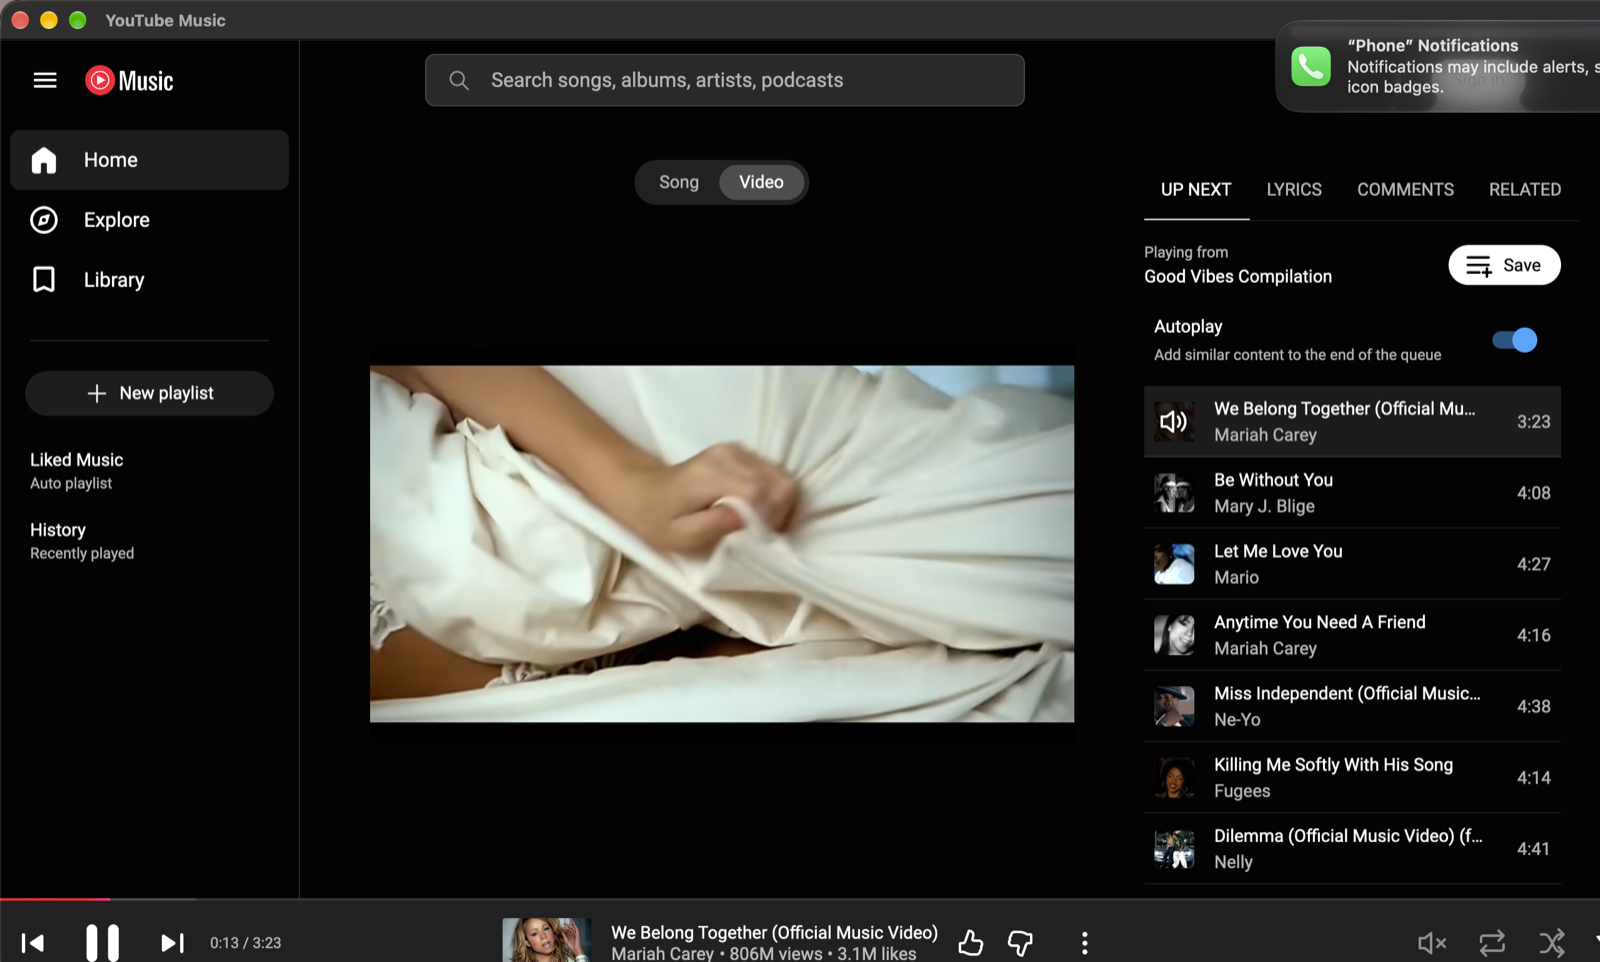 YouTube Music
"Phone" Notifications
Notifications may include alerts, s
icon badges.
Music
Search songs, albums, artists, podcasts
Home
Explore
Library
New playlist
Liked Music
Auto playlist
History
Recently played
Song
Video
UP NEXT
LYRICS
COMMENTS
RELATED
Playing from
Good Vibes Compilation
Save
Autoplay
Add similar content to the end of the queue
We Belong Together (Official Mu...
Mariah Carey
3:23
Be Without You
Mary J. Blige
4:08
Let Me Love You
Mario
4:27
Anytime You Need A Friend
Mariah Carey
4:16
Miss Independent (Official Music...
Ne-Yo
4:38
Killing Me Softly With His Song
Fugees
4:14
Dilemma (Official Music Video) (f...
Nelly
4:41
0:13 / 3:23
We Belong Together (Official Music Video)
Mariah Carey • 806M views • 3.1M likes